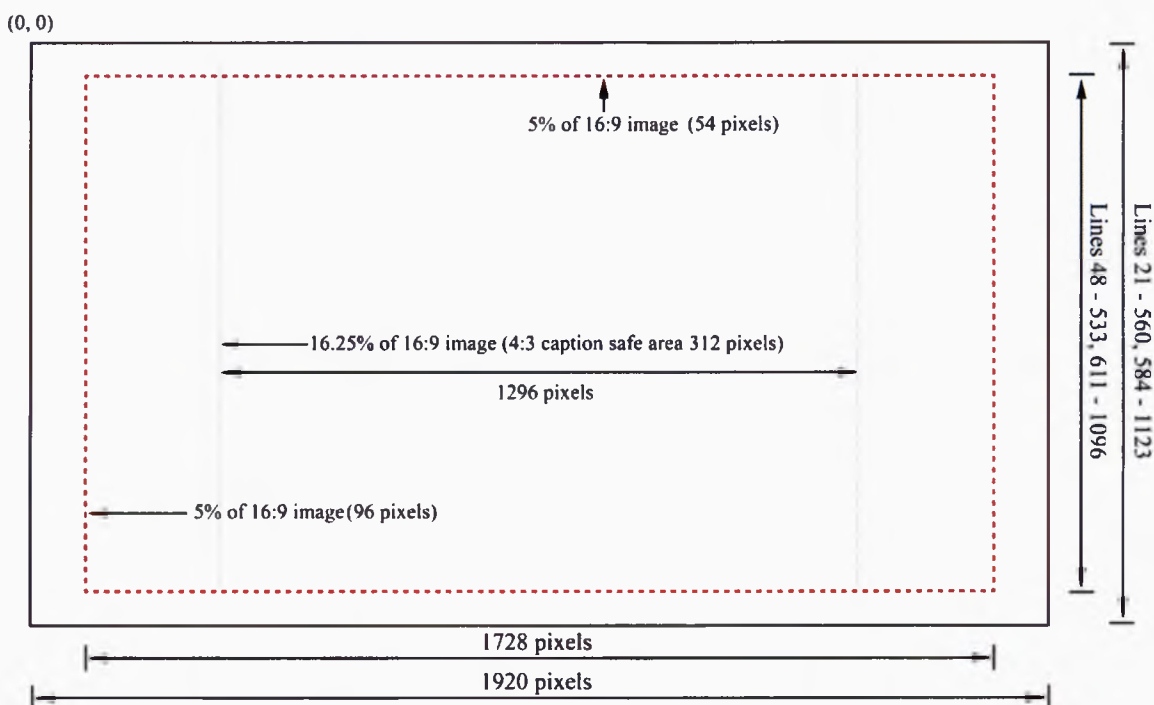 (0, 0)
5% of 16:9 image (54 pixels)
16.25% of 16:9 image (4:3 caption safe area 312 pixels)
1296 pixels
5% of 16:9 image (96 pixels)
1728 pixels
1920 pixels
Lines 48 - 533, 611 - 1096
Lines 21 - 560, 584 - 1123